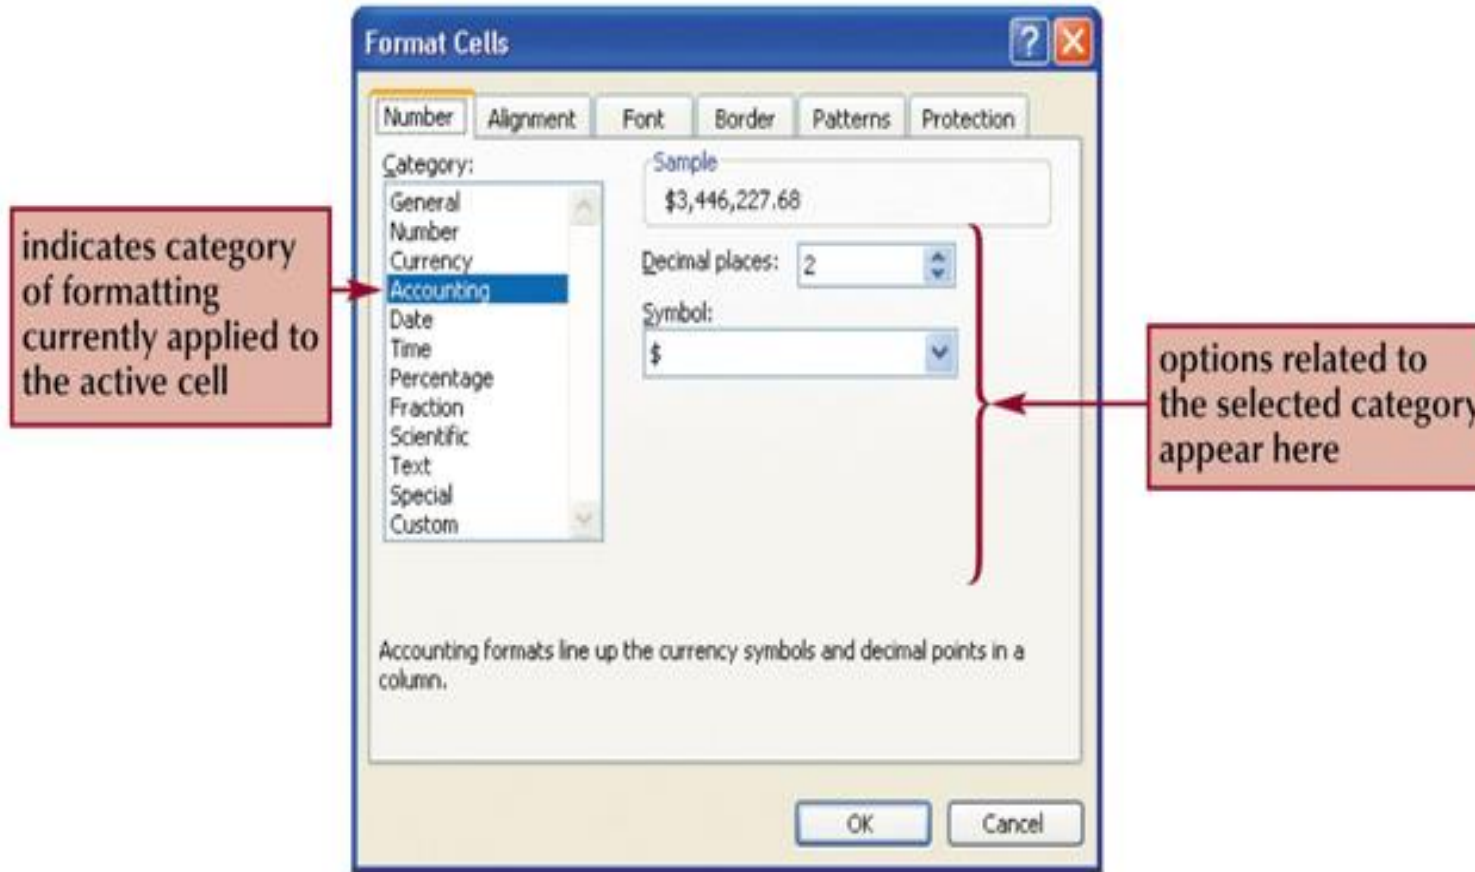 Format Cells
Number Alignment Font Border Patterns Protection
Category:
General
Number
Currency
Accounting
Date
Time
Percentage
Fraction
Scientific
Text
Special
Custom
Sample
$3,446,227.68
Decimal places: 2
Symbol:
$
Accounting formats line up the currency symbols and decimal points in a
column.
OK Cancel
indicates category
of formatting
currently applied to
the active cell
options related to
the selected category
appear here